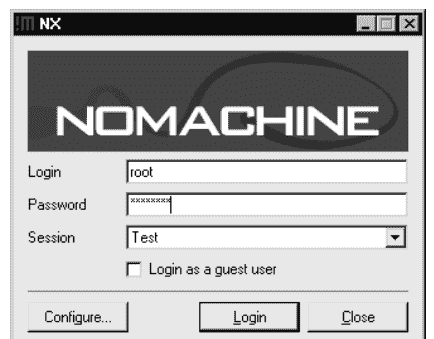 !M NX
NOMACHINE
Login root
Password ********
Session Test
Login as a guest user
Configure... Login Close